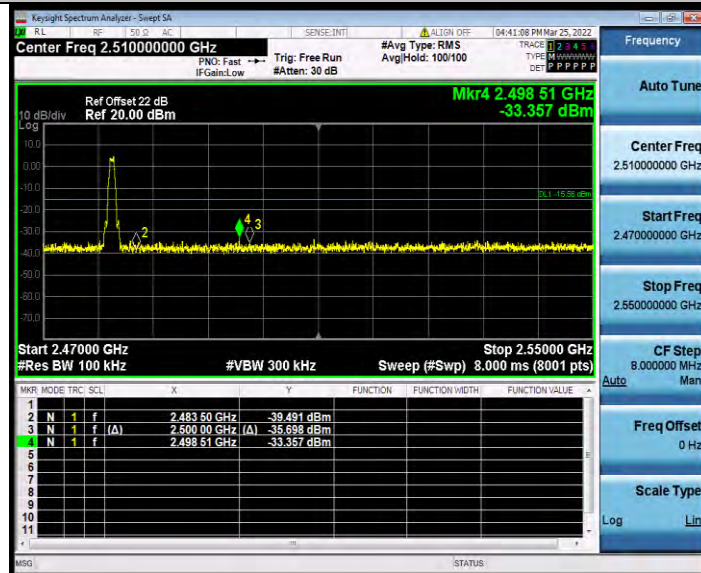 Keysight Spectrum Analyzer - Swept SA
LXI RL RF 50 Ω AC SENSE:INT ALIGN OFF 04:41:08 PM Mar 25, 2022
Center Freq 2.510000000 GHz
PNO: Fast
IFGain:Low
Trig: Free Run
#Atten: 30 dB
#Avg Type: RMS
Avg|Hold: 100/100
TRACE 1 2 3 4 5 6
TYPE M W W W W W
DET P P P P P P
Mkr4 2.498 51 GHz
-33.357 dBm
Ref Offset 22 dB
10 dB/div Ref 20.00 dBm
Log
10.0
0.00
-10.0
DL1 -15.56 dBm
-20.0
-30.0
-40.0
-50.0
-60.0
-70.0
2
4
3
Start 2.47000 GHz Stop 2.55000 GHz
#Res BW 100 kHz #VBW 300 kHz Sweep (#Swp) 8.000 ms (8001 pts)
MKR MODE TRC SCL X Y FUNCTION FUNCTION WIDTH FUNCTION VALUE
1
2 N 1 f 2.483 50 GHz -39.491 dBm
3 N 1 f (Δ) 2.500 00 GHz (Δ) -35.698 dBm
4 N 1 f 2.498 51 GHz -33.357 dBm
5
6
7
8
9
10
11
MSG STATUS
Frequency
Auto Tune
Center Freq
2.510000000 GHz
Start Freq
2.470000000 GHz
Stop Freq
2.550000000 GHz
CF Step
8.000000 MHz
Auto Man
Freq Offset
0 Hz
Scale Type
Log Lin